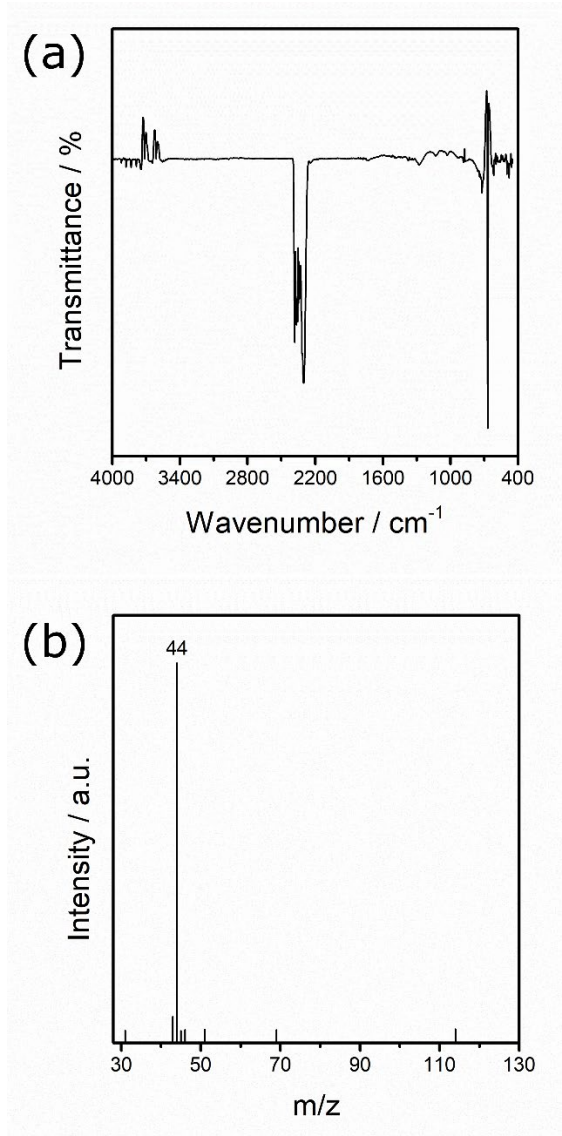 (a)
Transmittance / %
4000 3400 2800 2200 1600 1000 400
Wavenumber / cm⁻¹
(b)
44
Intensity / a.u.
30 50 70 90 110 130
m/z